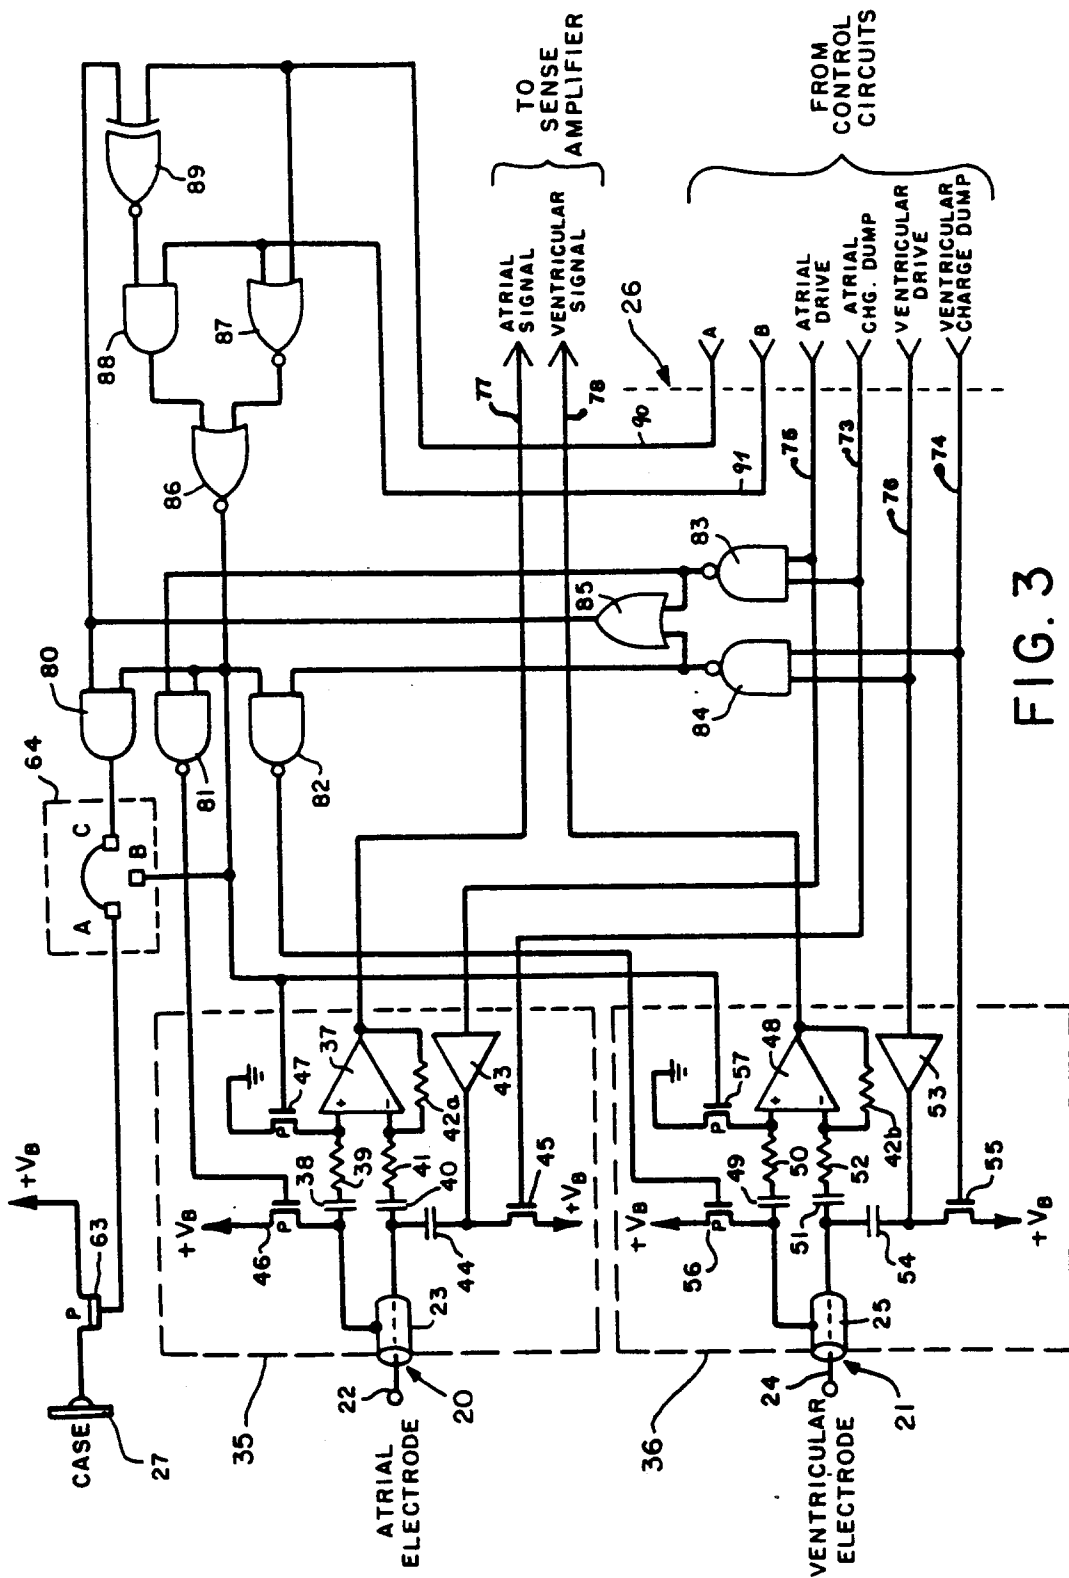 CASE
27
+VB
P
63
64
A
B
C
80
81
82
86
88
87
89
TO
SENSE
AMPLIFIER
ATRIAL
SIGNAL
VENTRICULAR
SIGNAL
77
78
35
ATRIAL
ELECTRODE
22
20
23
+VB
46
P
38
39
41
40
44
P
47
37
+
-
42a
43
45
+VB
85
83
84
90
91
26
A
B
FROM
CONTROL
CIRCUITS
ATRIAL
DRIVE
ATRIAL
CHG. DUMP
VENTRICULAR
DRIVE
VENTRICULAR
CHARGE DUMP
75
73
76
74
36
VENTRICULAR
ELECTRODE
24
21
25
+VB
56
P
49
50
51
52
54
P
57
48
+
-
42b
53
55
+VB
FIG. 3